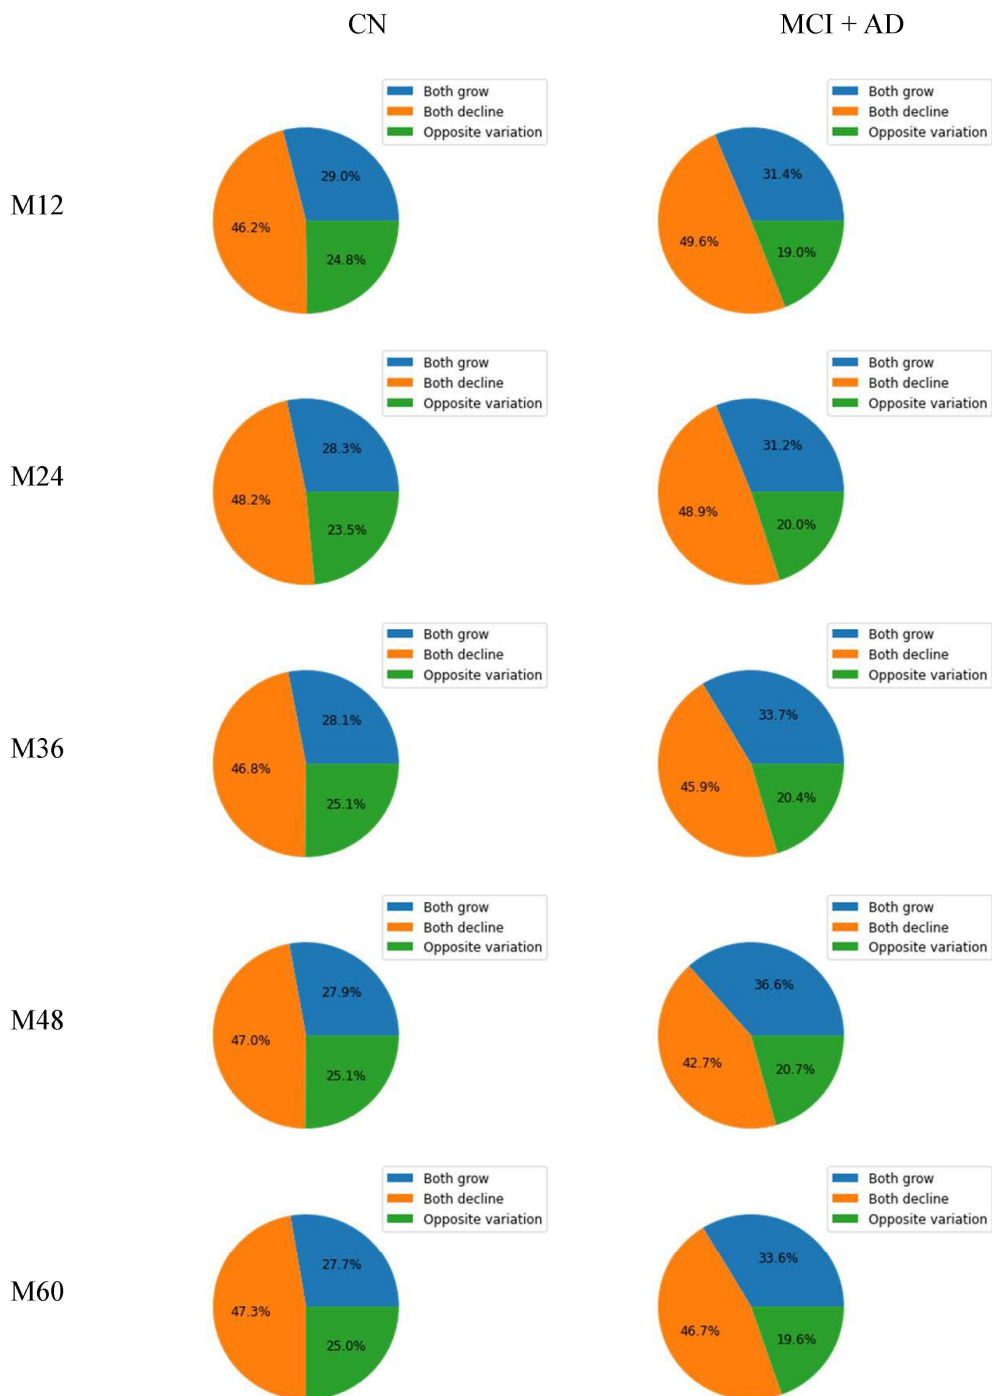 CN MCI + AD
M12
Both grow
Both decline
Opposite variation
29.0%
46.2%
24.8%
Both grow
Both decline
Opposite variation
31.4%
49.6%
19.0%
M24
Both grow
Both decline
Opposite variation
28.3%
48.2%
23.5%
Both grow
Both decline
Opposite variation
31.2%
48.9%
20.0%
M36
Both grow
Both decline
Opposite variation
28.1%
46.8%
25.1%
Both grow
Both decline
Opposite variation
33.7%
45.9%
20.4%
M48
Both grow
Both decline
Opposite variation
27.9%
47.0%
25.1%
Both grow
Both decline
Opposite variation
36.6%
42.7%
20.7%
M60
Both grow
Both decline
Opposite variation
27.7%
47.3%
25.0%
Both grow
Both decline
Opposite variation
33.6%
46.7%
19.6%